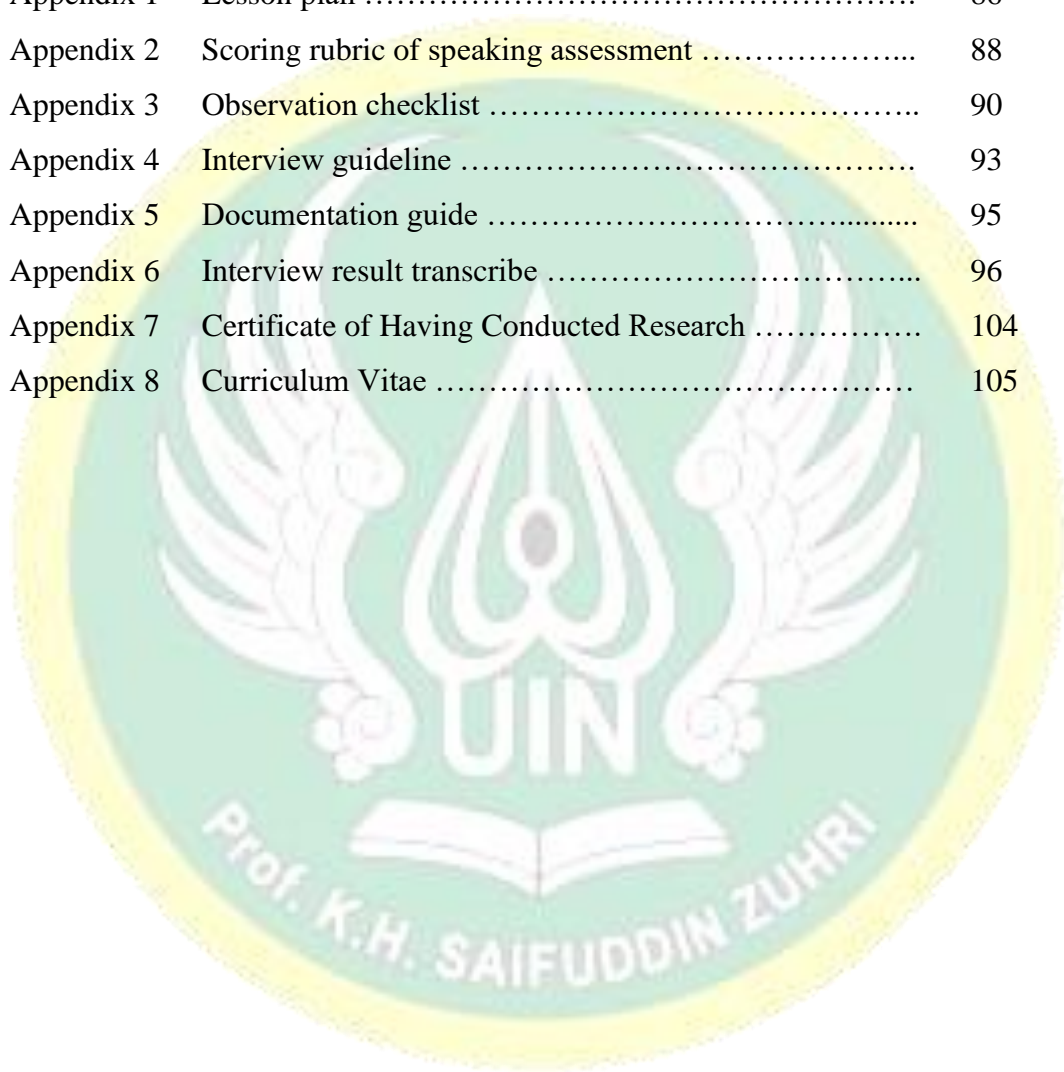 Appendix 1 Lesson plan ……………………………………………….
Appendix 2 Scoring rubric of speaking assessment ………………... 88
Appendix 3 Observation checklist ………………………………….. 90
Appendix 4 Interview guideline ……………………………………. 93
Appendix 5 Documentation guide …………………………......... 95
Appendix 6 Interview result transcribe ……………………………... 96
Appendix 7 Certificate of Having Conducted Research ……………. 104
Appendix 8 Curriculum Vitae ……………………………………… 105
UIN
Prof. K.H. SAIFUDDIN ZUHRI